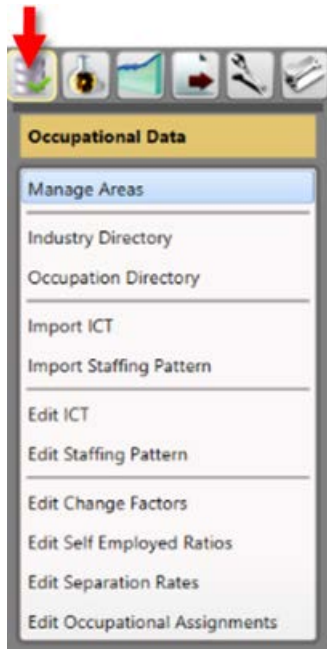 Occupational Data
Manage Areas
Industry Directory
Occupation Directory
Import ICT
Import Staffing Pattern
Edit ICT
Edit Staffing Pattern
Edit Change Factors
Edit Self Employed Ratios
Edit Separation Rates
Edit Occupational Assignments